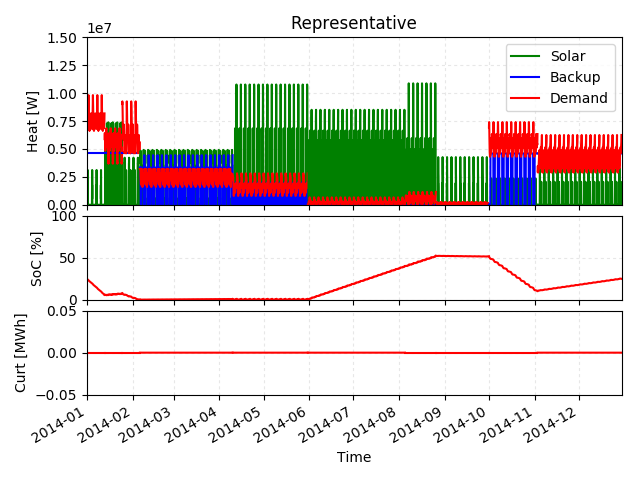 Representative
1e7
1.50
1.25
1.00
0.75
0.50
0.25
0.00
Heat [W]
Solar
Backup
Demand
100
50
0
SoC [%]
0.05
0.00
−0.05
Curt [MWh]
2014-01
2014-02
2014-03
2014-04
2014-05
2014-06
2014-07
2014-08
2014-09
2014-10
2014-11
2014-12
Time